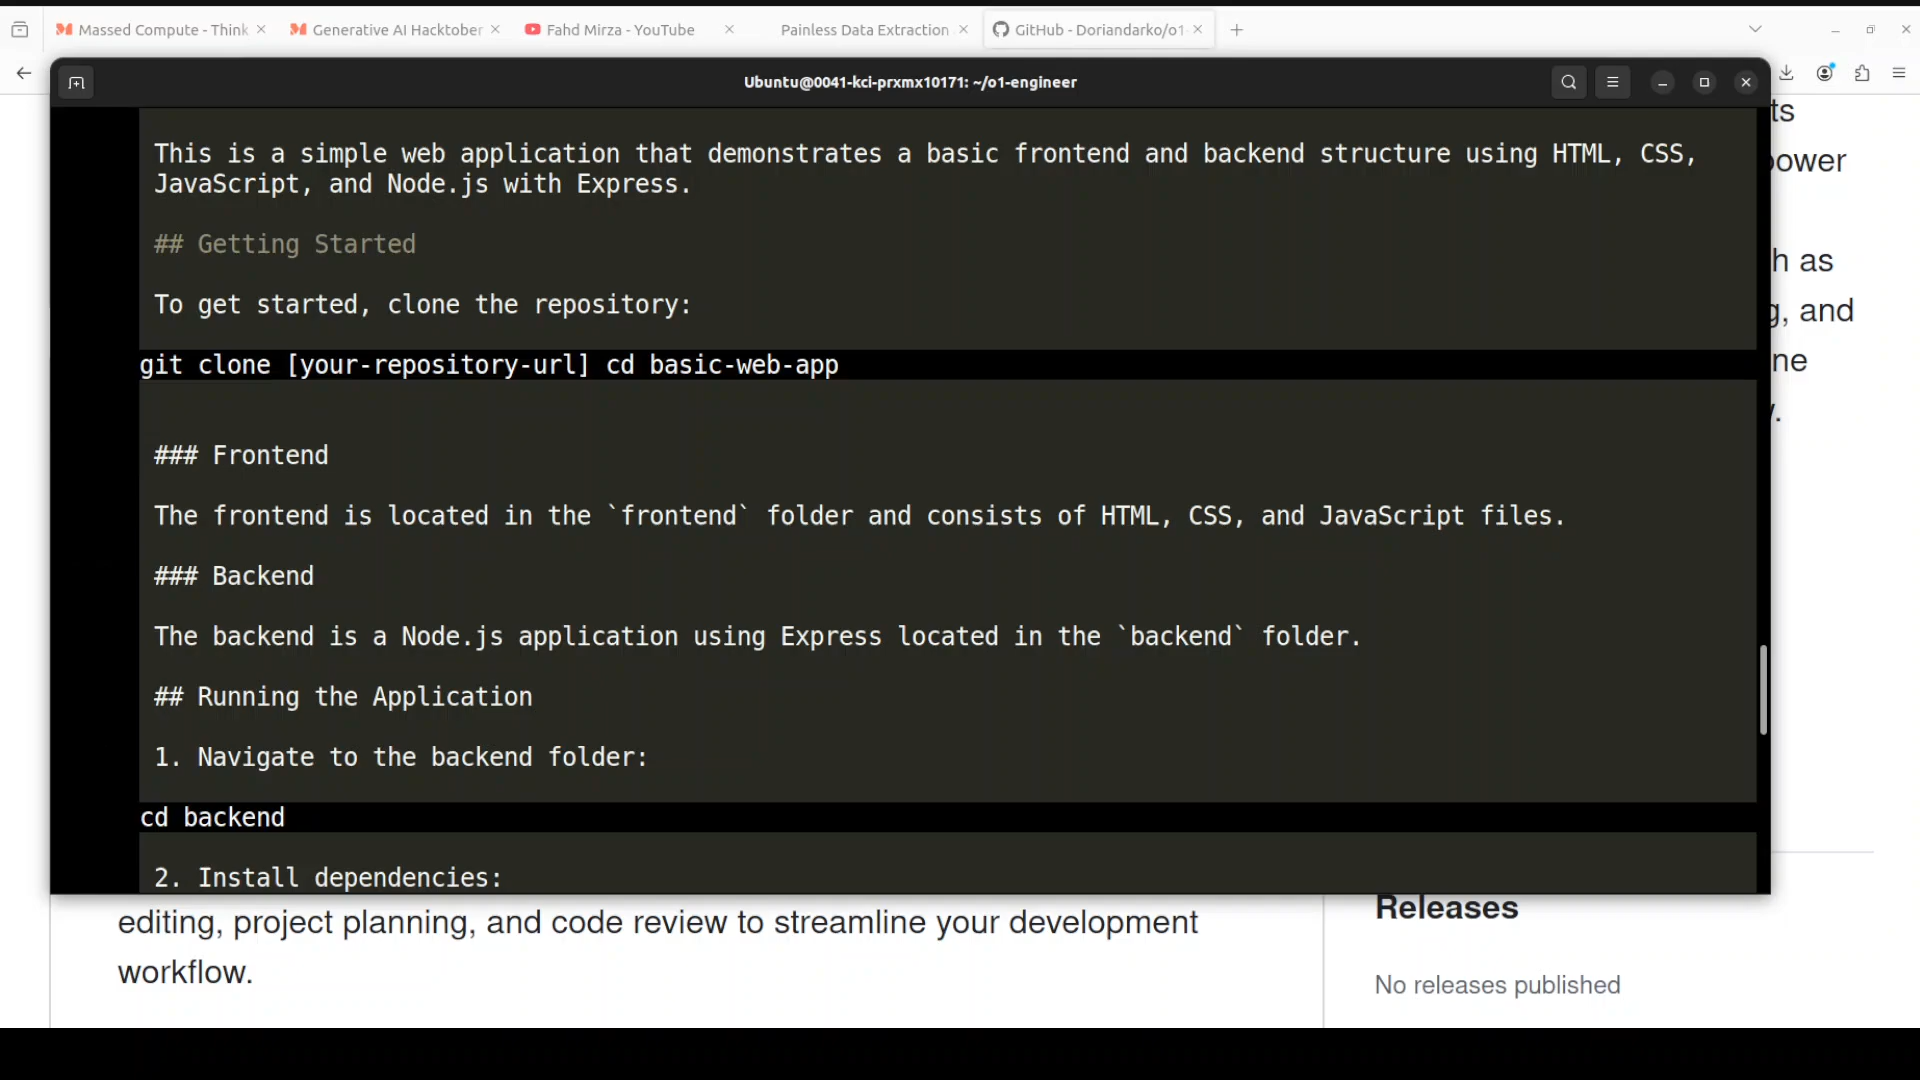 Massed Compute - Think
Generative AI Hacktober
Fahd Mirza - YouTube
Painless Data Extraction
GitHub - Doriandarko/o1-
Ubuntu@0041-kci-prxmx10171: ~/o1-engineer
ts
power
h as
g, and
ne
This is a simple web application that demonstrates a basic frontend and backend structure using HTML, CSS,
JavaScript, and Node.js with Express.
## Getting Started
To get started, clone the repository:
git clone [your-repository-url] cd basic-web-app
### Frontend
The frontend is located in the `frontend` folder and consists of HTML, CSS, and JavaScript files.
### Backend
The backend is a Node.js application using Express located in the `backend` folder.
## Running the Application
1. Navigate to the backend folder:
cd backend
2. Install dependencies:
editing, project planning, and code review to streamline your development
workflow.
Releases
No releases published